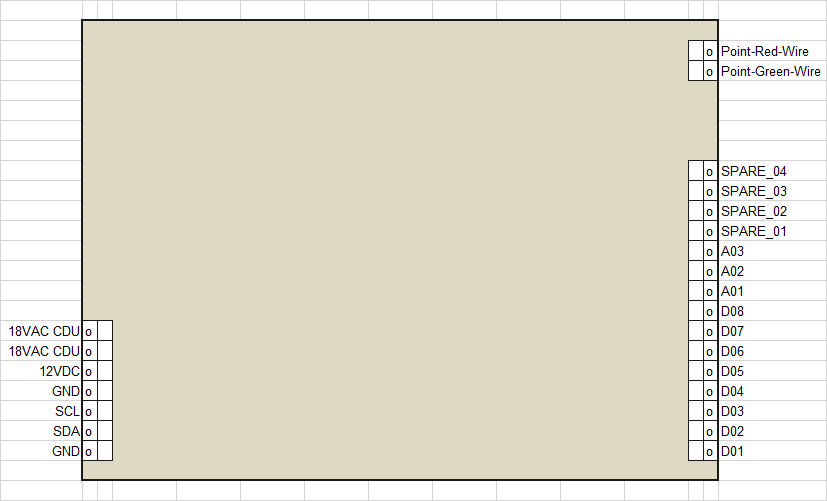 o Point-Red-Wire
o Point-Green-Wire
o SPARE_04
o SPARE_03
o SPARE_02
o SPARE_01
o A03
o A02
o A01
o D08
18VAC CDU o o D07
18VAC CDU o o D06
12VDC o o D05
GND o o D04
SCL o o D03
SDA o o D02
GND o o D01